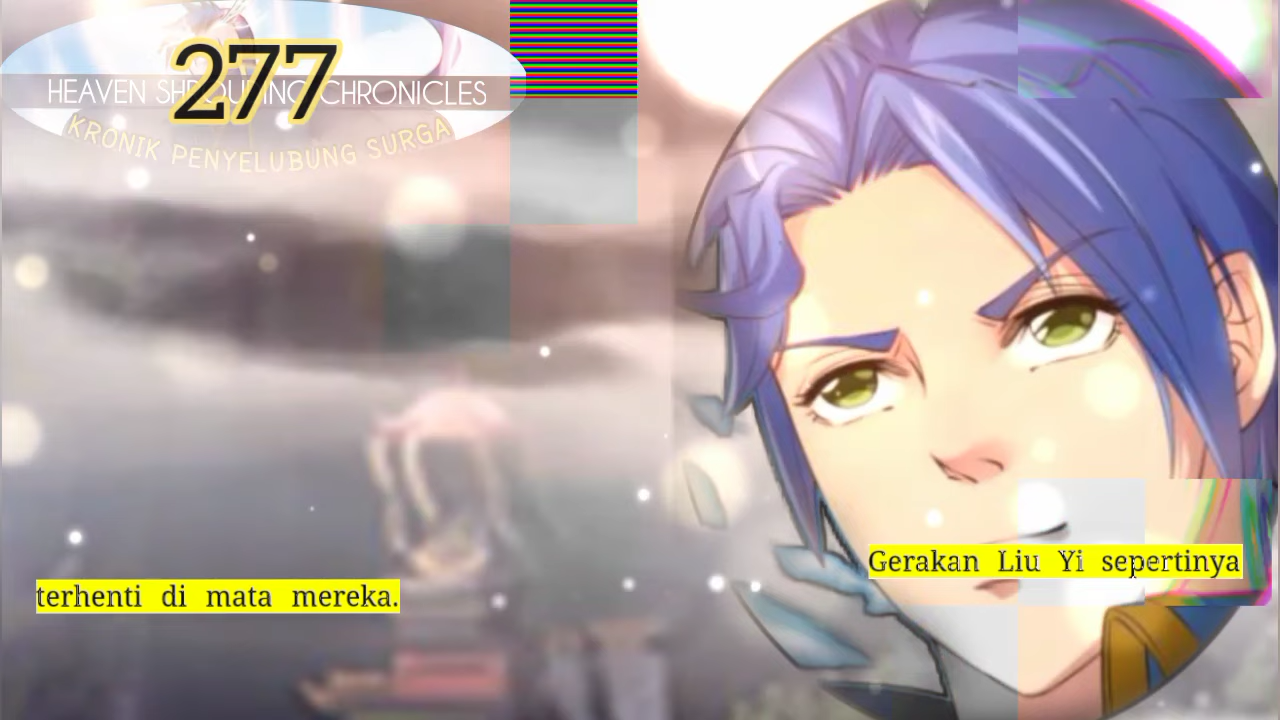 277
HEAVEN SHROUDING CHRONICLES
KRONIK PENYELUBUNG SURGA
Gerakan Liu Yi sepertinya
terhenti di mata mereka.